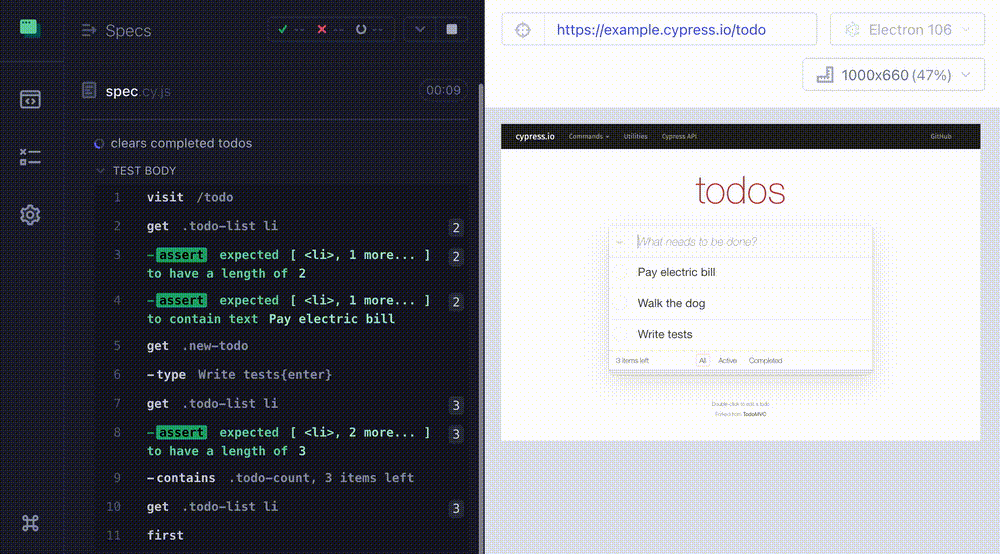 Specs
-- -- --
spec.cy.js
00:09
clears completed todos
TEST BODY
1 visit /todo
2 get .todo-list li 2
3 -assert expected [ <li>, 1 more... ] 2
to have a length of 2
4 -assert expected [ <li>, 1 more... ] 2
to contain text Pay electric bill
5 get .new-todo
6 -type Write tests{enter}
7 get .todo-list li 3
8 -assert expected [ <li>, 2 more... ] 3
to have a length of 3
9 -contains .todo-count, 3 items left
10 get .todo-list li 3
11 first
https://example.cypress.io/todo
Electron 106
1000x660 (47%)
cypress.io Commands Utilities Cypress API GitHub
todos
What needs to be done?
Pay electric bill
Walk the dog
Write tests
3 items left All Active Completed
Double-click to edit a todo
TodoMVC